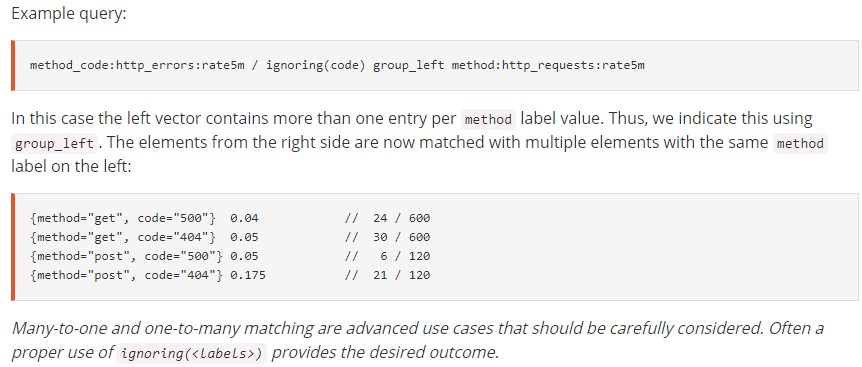 Example query:
method_code:http_errors:rate5m / ignoring(code) group_left method:http_requests:rate5m
In this case the left vector contains more than one entry per method label value. Thus, we indicate this using
group_left . The elements from the right side are now matched with multiple elements with the same method
label on the left:
{method="get", code="500"}  0.04            //  24 / 600
{method="get", code="404"}  0.05            //  30 / 600
{method="post", code="500"} 0.05            //   6 / 120
{method="post", code="404"} 0.175           //  21 / 120
Many-to-one and one-to-many matching are advanced use cases that should be carefully considered. Often a
proper use of ignoring(<labels>) provides the desired outcome.